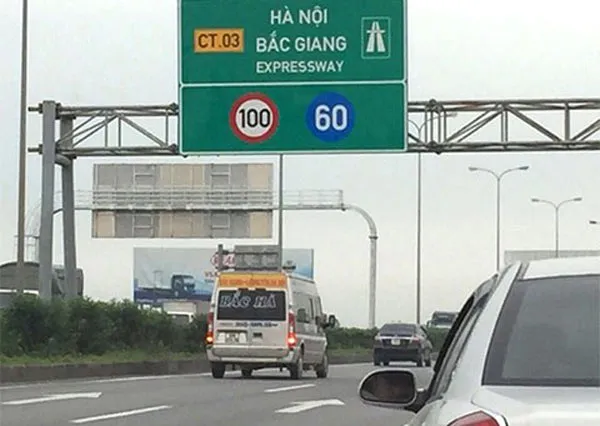 CT.03
HÀ NỘI
BẮC GIANG
EXPRESSWAY
100
60
BẮC HÀ